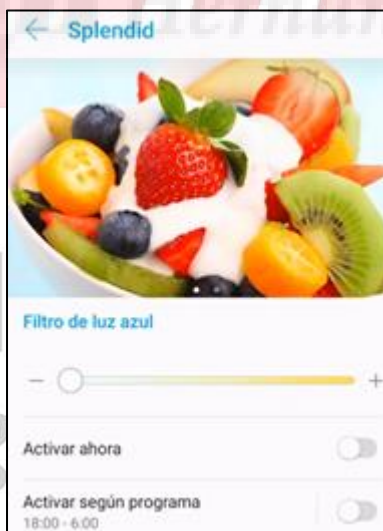 Splendid
Filtro de luz azul
Activar ahora
Activar según programa
18:00 - 6:00